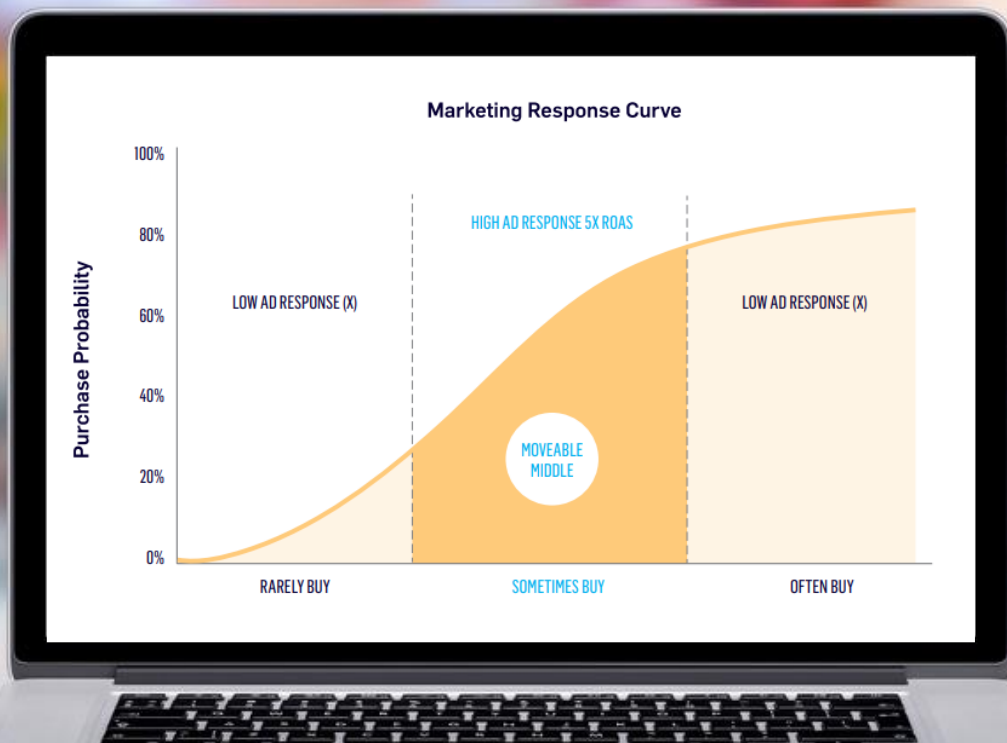 Marketing Response Curve
100%
80%
60%
40%
20%
0%
Purchase Probability
HIGH AD RESPONSE 5X ROAS
LOW AD RESPONSE (X)
LOW AD RESPONSE (X)
MOVEABLE
MIDDLE
RARELY BUY
SOMETIMES BUY
OFTEN BUY